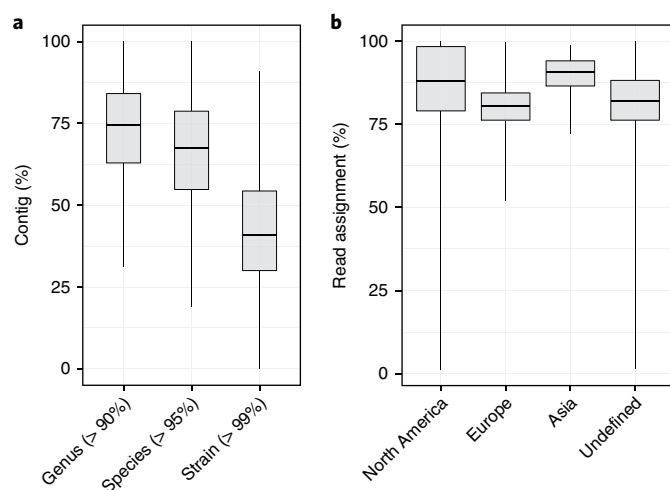 a
Contig (%)
100
75
50
25
0
Genus (> 90%)
Species (> 95%)
Strain (> 99%)
b
Read assignment (%)
100
75
50
25
0
North America
Europe
Asia
Undefined